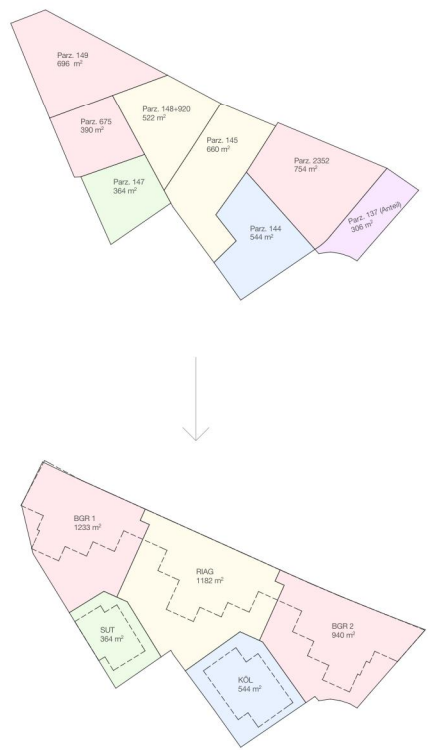 Parz. 149
696 m²
Parz. 675
390 m²
Parz. 148+920
522 m²
Parz. 145
660 m²
Parz. 147
364 m²
Parz. 2352
754 m²
Parz. 144
544 m²
Parz. 137 (Anteil)
306 m²
BGR 1
1233 m²
RIAG
1182 m²
SUT
364 m²
BGR 2
940 m²
KÖL
544 m²